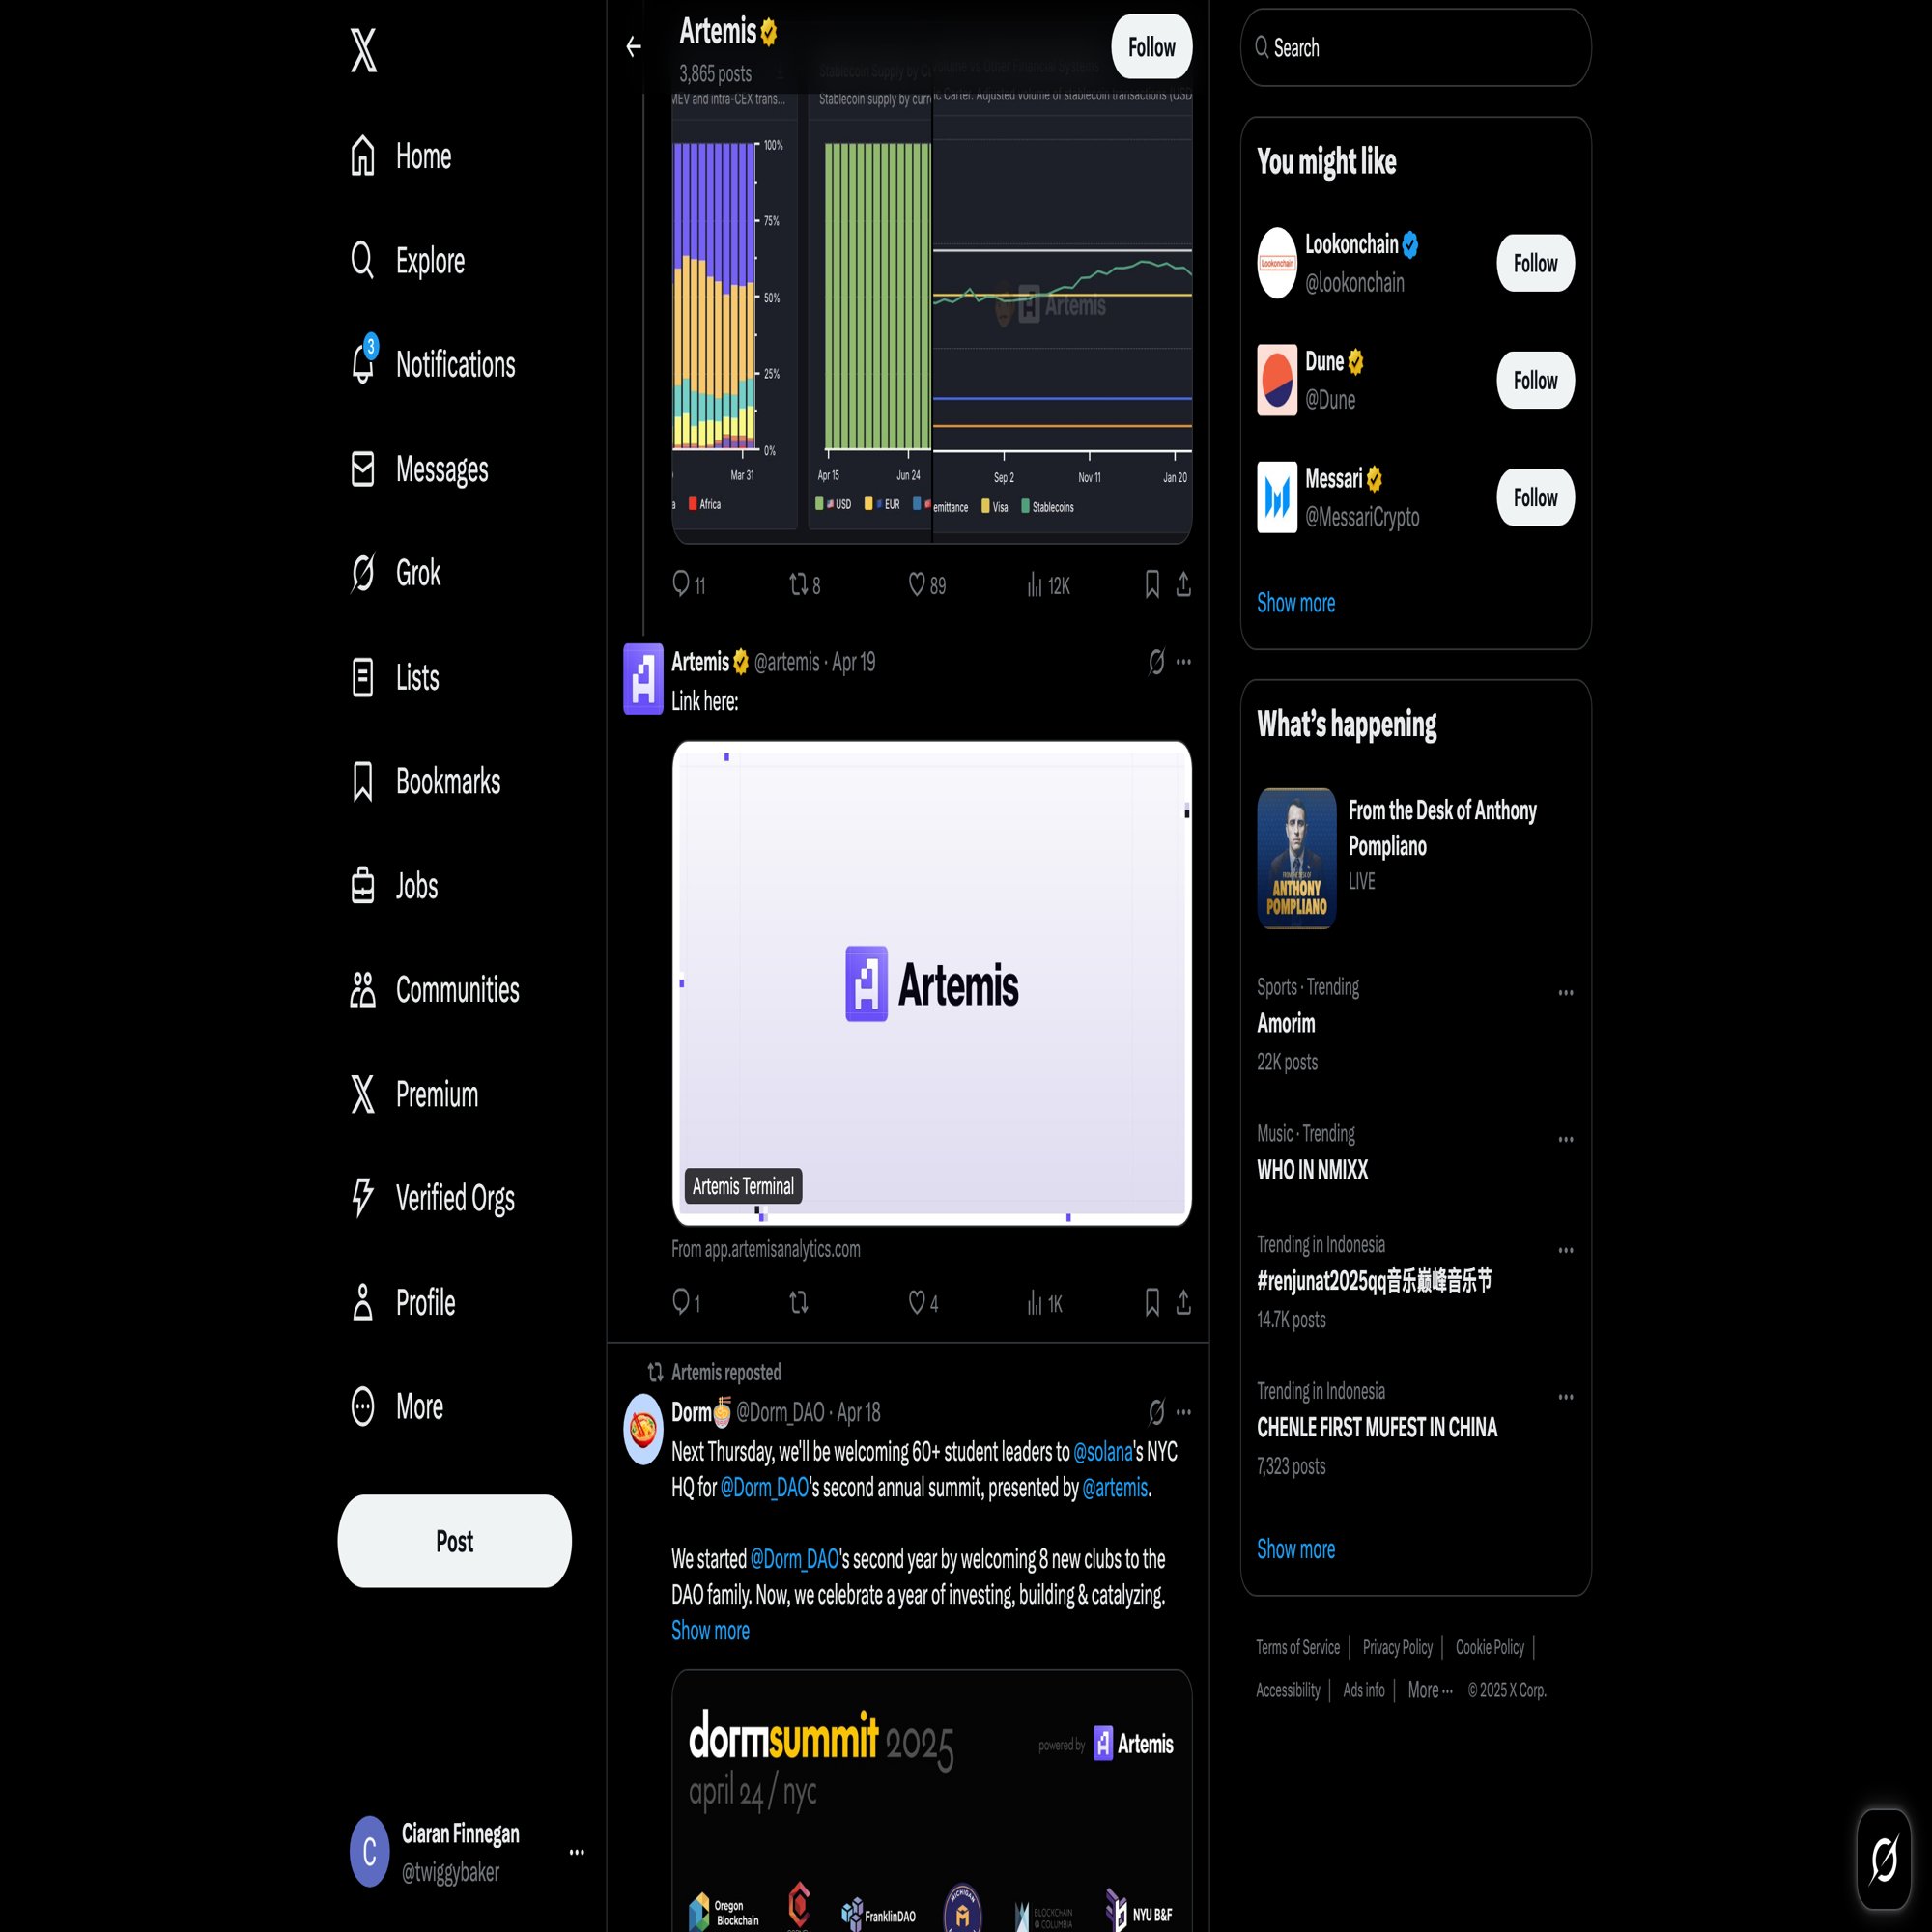 Home
Explore
3
Notifications
Messages
Grok
Lists
Bookmarks
Jobs
Communities
Premium
Verified Orgs
Profile
More
Post
C
Ciaran Finnegan
@twiggybaker
Artemis
3,865 posts
Follow
MEV and intra-CEX trans...
100%
75%
50%
25%
0%
Mar 31
Africa
Stablecoin Supply by
Stablecoin supply by curr
Apr 15 Jun 24
USD EUR
Carter. Adjusted volume of stablecoin transactions (USD
Artemis
Sep 2 Nov 11 Jan 20
emittance Visa Stablecoins
11 8 89 12K
Artemis @artemis · Apr 19
Link here:
Artemis
Artemis Terminal
From app.artemisanalytics.com
1 4 1K
Artemis reposted
Dorm🍜 @Dorm_DAO · Apr 18
Next Thursday, we'll be welcoming 60+ student leaders to @solana's NYC
HQ for @Dorm_DAO's second annual summit, presented by @artemis.
We started @Dorm_DAO's second year by welcoming 8 new clubs to the
DAO family. Now, we celebrate a year of investing, building & catalyzing.
Show more
dormsummit 2025
april 24 / nyc
powered by Artemis
Oregon
Blockchain
FranklinDAO
MICHIGAN
BLOCKCHAIN
@ COLUMBIA
NYU B&F
Search
You might like
Lookonchain
Lookonchain
@lookonchain
Follow
Dune
@Dune
Follow
Messari
@MessariCrypto
Follow
Show more
What's happening
ANTHONY
POMPLIANO
From the Desk of Anthony
Pompliano
LIVE
Sports · Trending
Amorim
22K posts
Music · Trending
WHO IN NMIXX
Trending in Indonesia
#renjunat2025qq音乐巅峰音乐节
14.7K posts
Trending in Indonesia
CHENLE FIRST MUFEST IN CHINA
7,323 posts
Show more
Terms of Service | Privacy Policy | Cookie Policy |
Accessibility | Ads info | More ··· © 2025 X Corp.